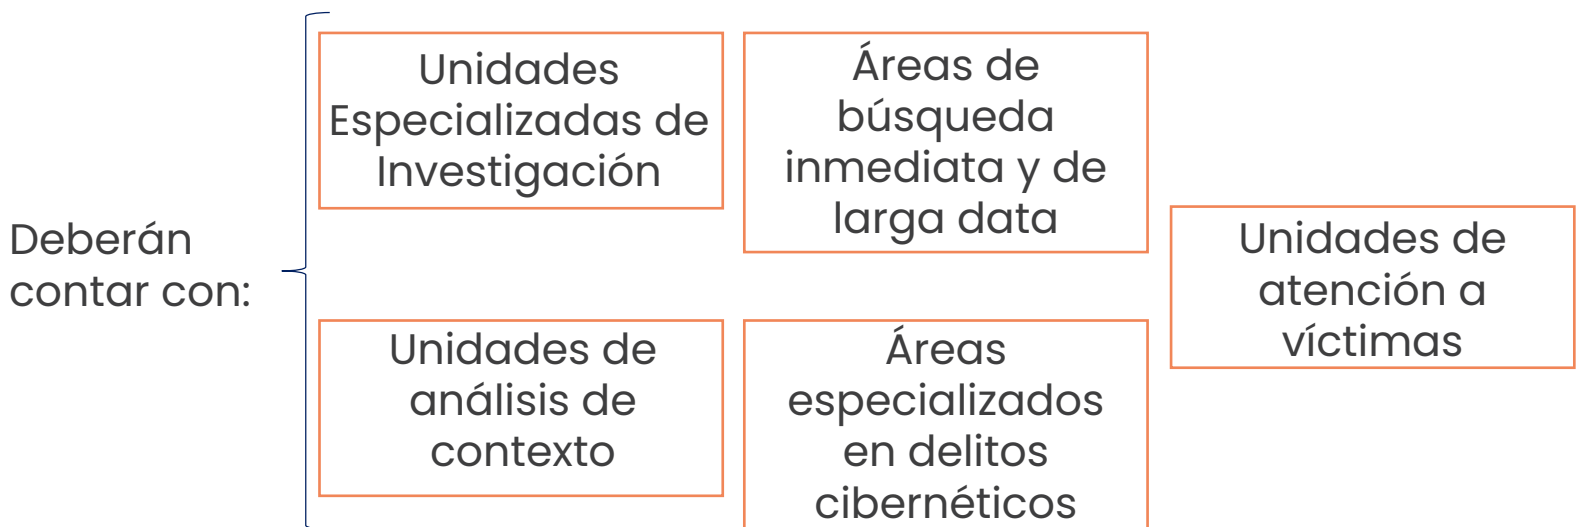 Deberán
contar con:
Unidades
Especializadas de
Investigación
Áreas de
búsqueda
inmediata y de
larga data
Unidades de
análisis de
contexto
Áreas
especializados
en delitos
cibernéticos
Unidades de
atención a
víctimas